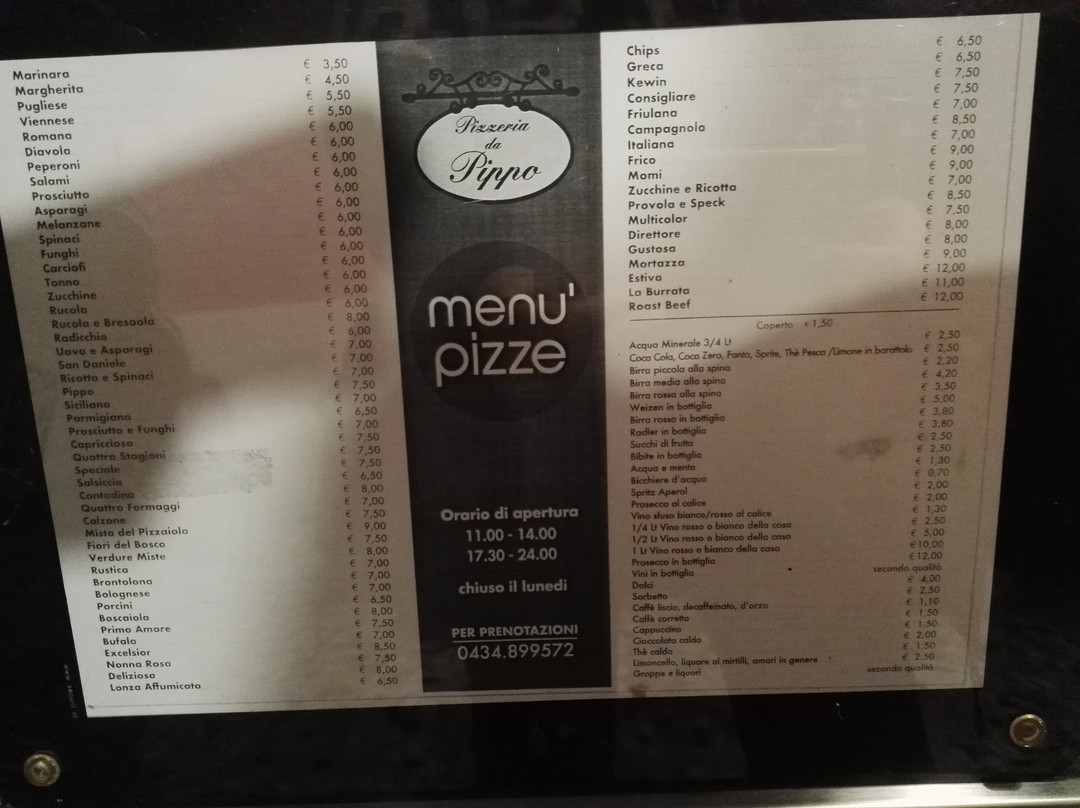 Marinara € 3,50
Margherita € 4,50
Pugliese € 5,50
Viennese € 5,50
Romana € 6,00
Diavola € 6,00
Peperoni € 6,00
Salami € 6,00
Prosciutto € 6,00
Asparagi € 6,00
Melanzane € 6,00
Spinaci € 6,00
Funghi € 6,00
Carciofi € 6,00
Tonno € 6,00
Zucchine € 6,00
Rucola € 6,00
Rucola e Bresaola € 8,00
Radicchio € 6,00
Uova e Asparagi € 7,00
San Daniele € 7,00
Ricotta e Spinaci € 7,00
Pippo € 7,50
Siciliana € 7,00
Parmigiana € 6,50
Prosciutto e Funghi € 7,00
Capricciosa € 7,50
Quattro Stagioni € 7,50
Speciale € 7,50
Salsiccia € 6,50
Contadina € 8,00
Quattro Formaggi € 7,00
Calzone € 7,50
Mista del Pizzaiolo € 9,00
Fiori del Bosco € 7,50
Verdure Miste € 8,00
Rustica € 7,00
Brontolona € 7,00
Bolognese € 7,00
Porcini € 6,50
Boscaiola € 8,00
Primo Amore € 7,50
Bufala € 7,00
Excelsior € 8,50
Nonna Rosa € 7,50
Deliziosa € 8,00
Lonza Affumicata € 6,50
Pizzeria
da
Pippo
menu'
pizze
Orario di apertura
11.00 - 14.00
17.30 - 24.00
chiuso il lunedi
PER PRENOTAZIONI
0434.899572
Chips € 6,50
Greca € 6,50
Kewin € 7,50
Consigliare € 7,50
Friulana € 7,00
Campagnola € 8,50
Italiana € 7,00
Frico € 9,00
Momi € 9,00
Zucchine e Ricotta € 7,00
Provola e Speck € 8,50
Multicolor € 7,50
Direttore € 8,00
Gustosa € 8,00
Mortazza € 9,00
Estiva € 12,00
La Burrata € 11,00
Roast Beef € 12,00
Coperto € 1,50
Acqua Minerale 3/4 Lt € 2,50
Coca Cola, Coca Zero, Fanta, Sprite, Thè Pesca /Limone in barattolo € 2,50
Birra piccola alla spina € 2,20
Birra media alla spina € 4,20
Birra rossa alla spina € 3,50
Weizen in bottiglia € 5,00
Birra rossa in bottiglia € 3,80
Radler in bottiglia € 3,80
Succhi di frutta € 2,50
Bibite in bottiglia € 2,50
Acqua e menta € 1,30
Bicchiere d'acqua € 0,70
Spritz Aperol € 2,00
Prosecco al calice € 2,00
Vino sfuso bianco/rosso al calice € 1,30
1/4 Lt Vino rosso o bianco della casa € 2,50
1/2 Lt Vino rosso o bianco della casa € 5,00
1 Lt Vino rosso o bianco della casa €10,00
Prosecco in bottiglia €12,00
Vini in bottiglia secondo qualità
Dolci € 4,00
Sorbetto € 2,50
Caffè liscio, decaffeinato, d'orzo € 1,10
Caffè corretto € 1,50
Cappuccino € 1,50
Cioccolata calda € 2,00
Thè caldo € 1,50
Limoncello, liquore ai mirtilli, amari in genere € 2,50
Grappe e liquori secondo qualità